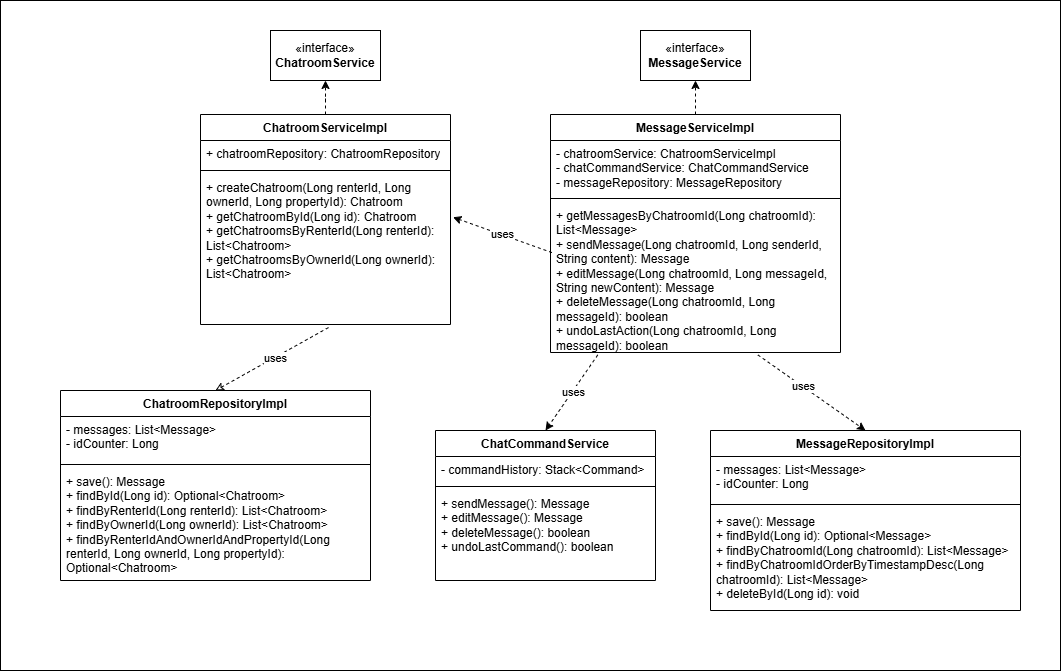 «interface»
ChatroomService
«interface»
MessageService
ChatroomServiceImpl
+ chatroomRepository: ChatroomRepository
+ createChatroom(Long renterId, Long
ownerId, Long propertyId): Chatroom
+ getChatroomById(Long id): Chatroom
+ getChatroomsByRenterId(Long renterId):
List<Chatroom>
+ getChatroomsByOwnerId(Long ownerId):
List<Chatroom>
MessageServiceImpl
- chatroomService: ChatroomServiceImpl
- chatCommandService: ChatCommandService
- messageRepository: MessageRepository
+ getMessagesByChatroomId(Long chatroomId):
List<Message>
+ sendMessage(Long chatroomId, Long senderId,
String content): Message
+ editMessage(Long chatroomId, Long messageId,
String newContent): Message
+ deleteMessage(Long chatroomId, Long
messageId): boolean
+ undoLastAction(Long chatroomId, Long
messageId): boolean
uses
uses
uses
uses
ChatroomRepositoryImpl
- messages: List<Message>
- idCounter: Long
+ save(): Message
+ findById(Long id): Optional<Chatroom>
+ findByRenterId(Long renterId): List<Chatroom>
+ findByOwnerId(Long ownerId): List<Chatroom>
+ findByRenterIdAndOwnerIdAndPropertyId(Long
renterId, Long ownerId, Long propertyId):
Optional<Chatroom>
ChatCommandService
- commandHistory: Stack<Command>
+ sendMessage(): Message
+ editMessage(): Message
+ deleteMessage(): boolean
+ undoLastCommand(): boolean
MessageRepositoryImpl
- messages: List<Message>
- idCounter: Long
+ save(): Message
+ findById(Long id): Optional<Message>
+ findByChatroomId(Long chatroomId): List<Message>
+ findByChatroomIdOrderByTimestampDesc(Long
chatroomId): List<Message>
+ deleteById(Long id): void